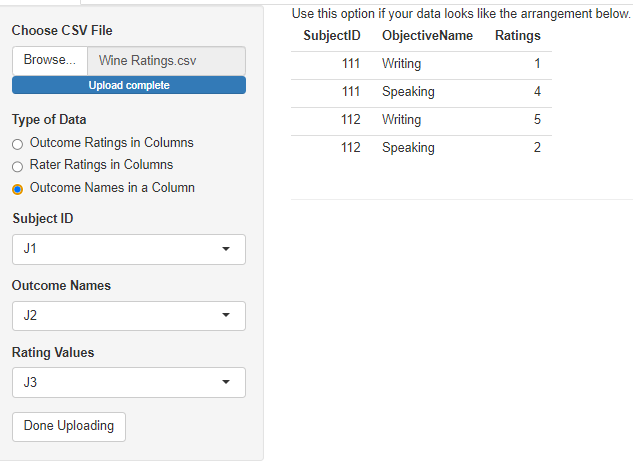 Choose CSV File
Browse... Wine Ratings.csv
Upload complete
Type of Data
Outcome Ratings in Columns
Rater Ratings in Columns
Outcome Names in a Column
Subject ID
J1
Outcome Names
J2
Rating Values
J3
Done Uploading
Use this option if your data looks like the arrangement below.
SubjectID ObjectiveName Ratings
111 Writing 1
111 Speaking 4
112 Writing 5
112 Speaking 2